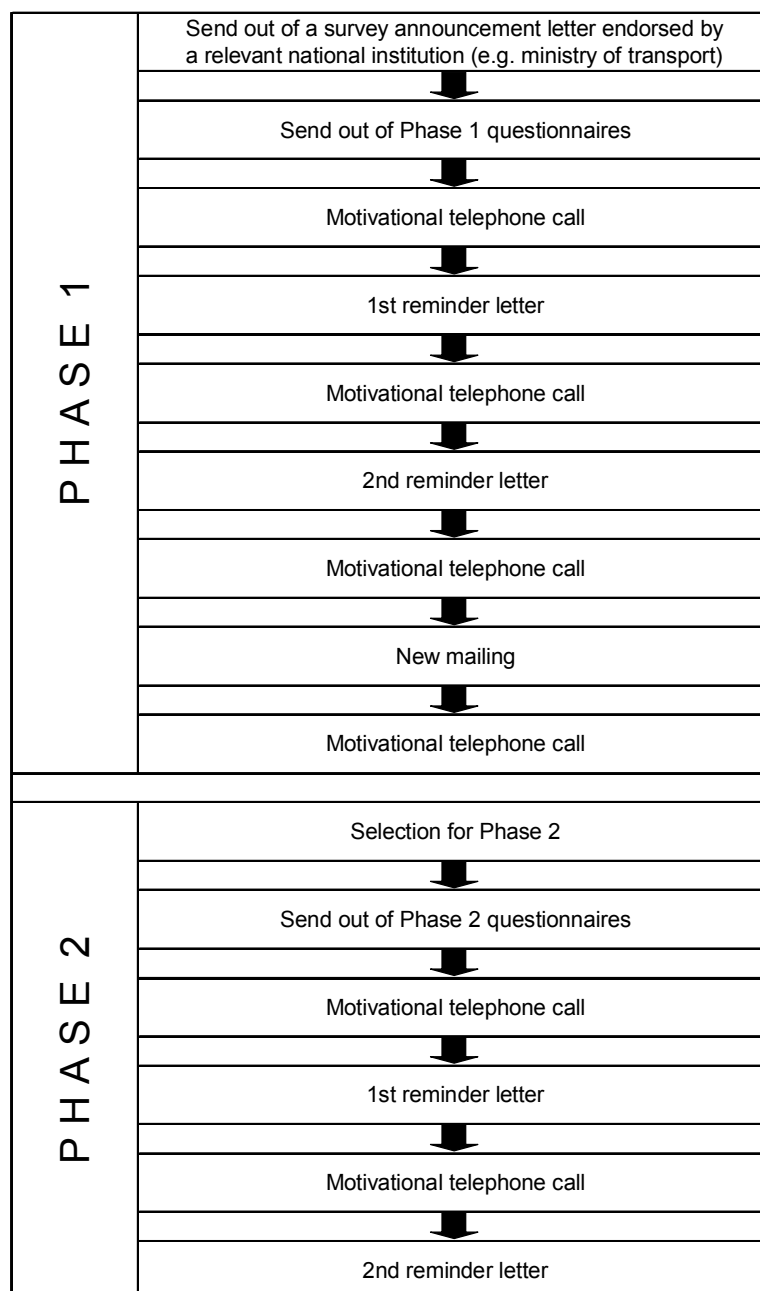 Send out of a survey announcement letter endorsed by
a relevant national institution (e.g. ministry of transport)
Send out of Phase 1 questionnaires
Motivational telephone call
1st reminder letter
Motivational telephone call
2nd reminder letter
Motivational telephone call
New mailing
Motivational telephone call
PHASE 1
Selection for Phase 2
Send out of Phase 2 questionnaires
Motivational telephone call
1st reminder letter
Motivational telephone call
2nd reminder letter
PHASE 2